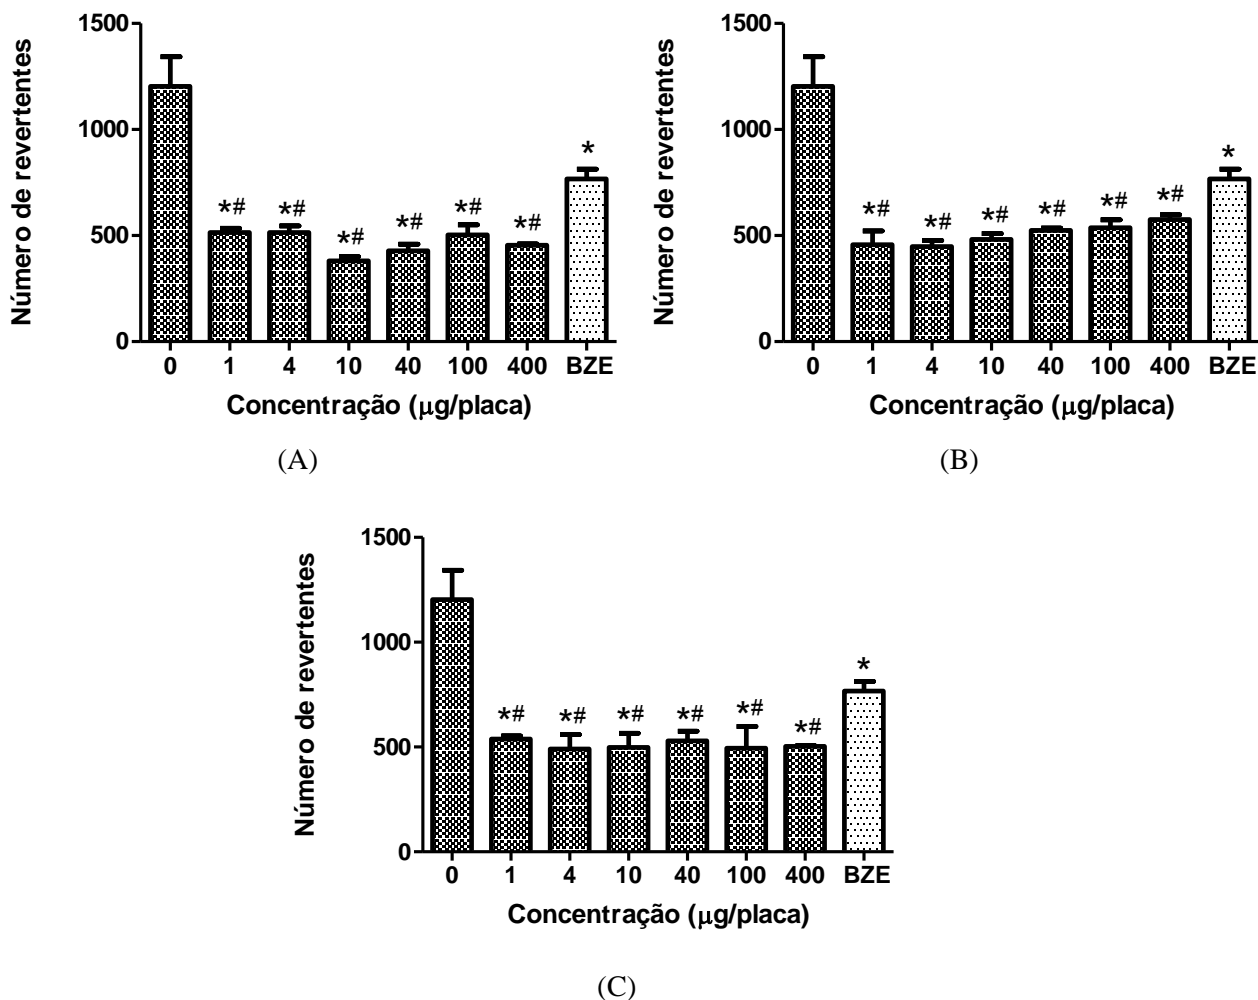 1500
1000
500
0
Número de revertentes
*# *# *# *# *# *# *
0 1 4 10 40 100 400 BZE
Concentração (μg/placa)
(A)
1500
1000
500
0
Número de revertentes
*# *# *# *# *# *# *
0 1 4 10 40 100 400 BZE
Concentração (μg/placa)
(B)
1500
1000
500
0
Número de revertentes
*# *# *# *# *# *# *
0 1 4 10 40 100 400 BZE
Concentração (μg/placa)
(C)